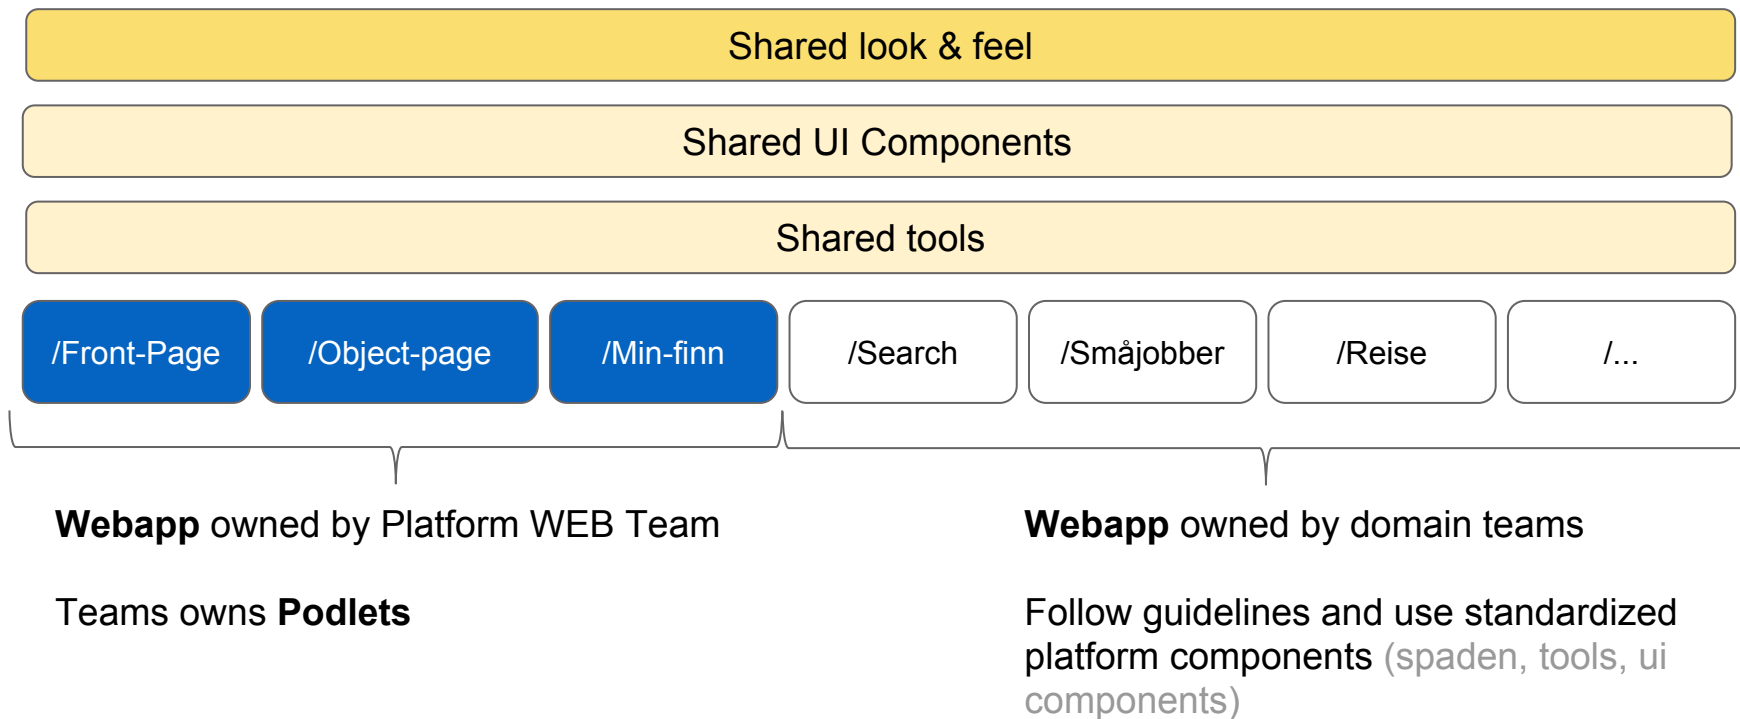 Shared look & feel
Shared UI Components
Shared tools
/Front-Page
/Object-page
/Min-finn
/Search
/Småjobber
/Reise
/...
Webapp owned by Platform WEB Team
Teams owns Podlets
Webapp owned by domain teams
Follow guidelines and use standardized
platform components (spaden, tools, ui
components)